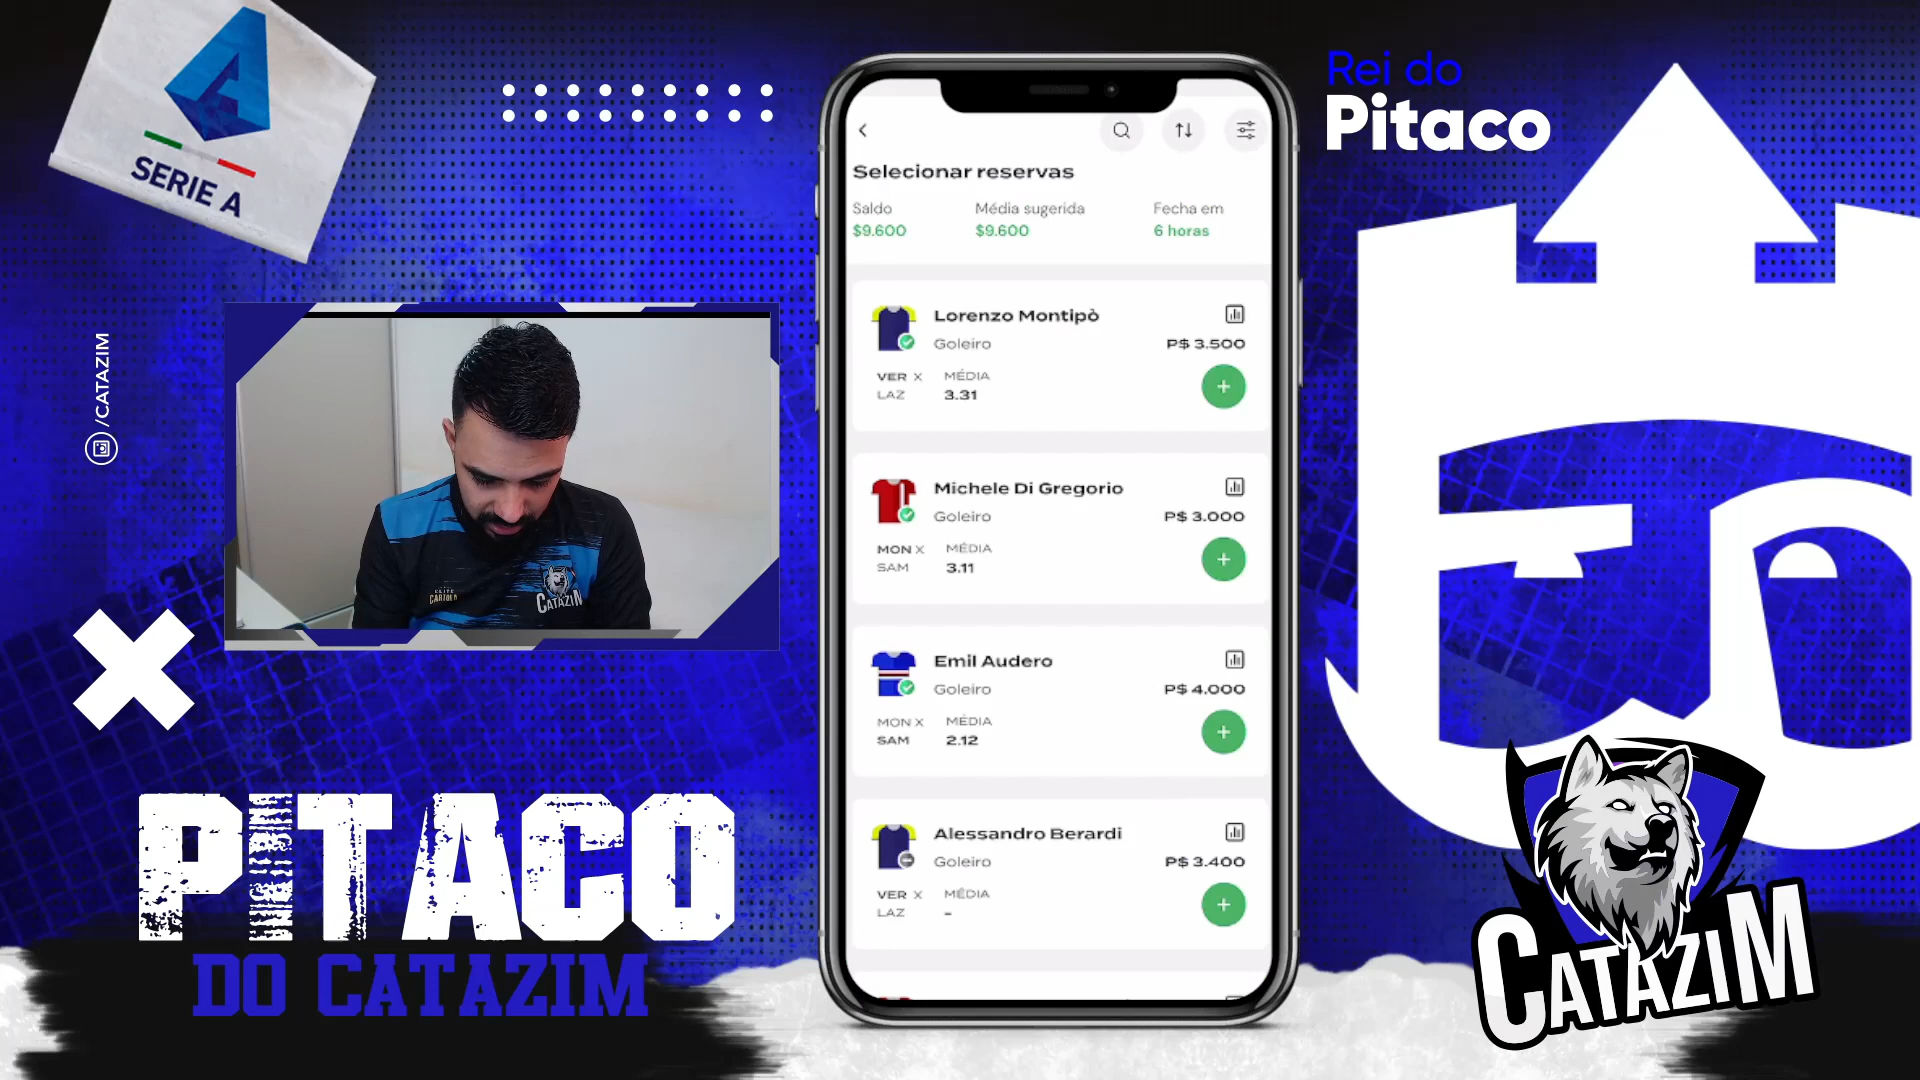 SERIE A
/CATAZIM
ELITE
CARTOLA
CATAZIM
PITACO
DO CATAZIM
Selecionar reservas
Saldo
Média sugerida
Fecha em
$9.600
$9.600
6 horas
Lorenzo Montipò
Goleiro
P$ 3.500
VER X
MÉDIA
LAZ
3.31
Michele Di Gregorio
Goleiro
P$ 3.000
MON X
MÉDIA
SAM
3.11
Emil Audero
Goleiro
P$ 4.000
MON X
MÉDIA
SAM
2.12
Alessandro Berardi
Goleiro
P$ 3.400
VER X
MÉDIA
LAZ
-
Rei do
Pitaco
CATAZIM